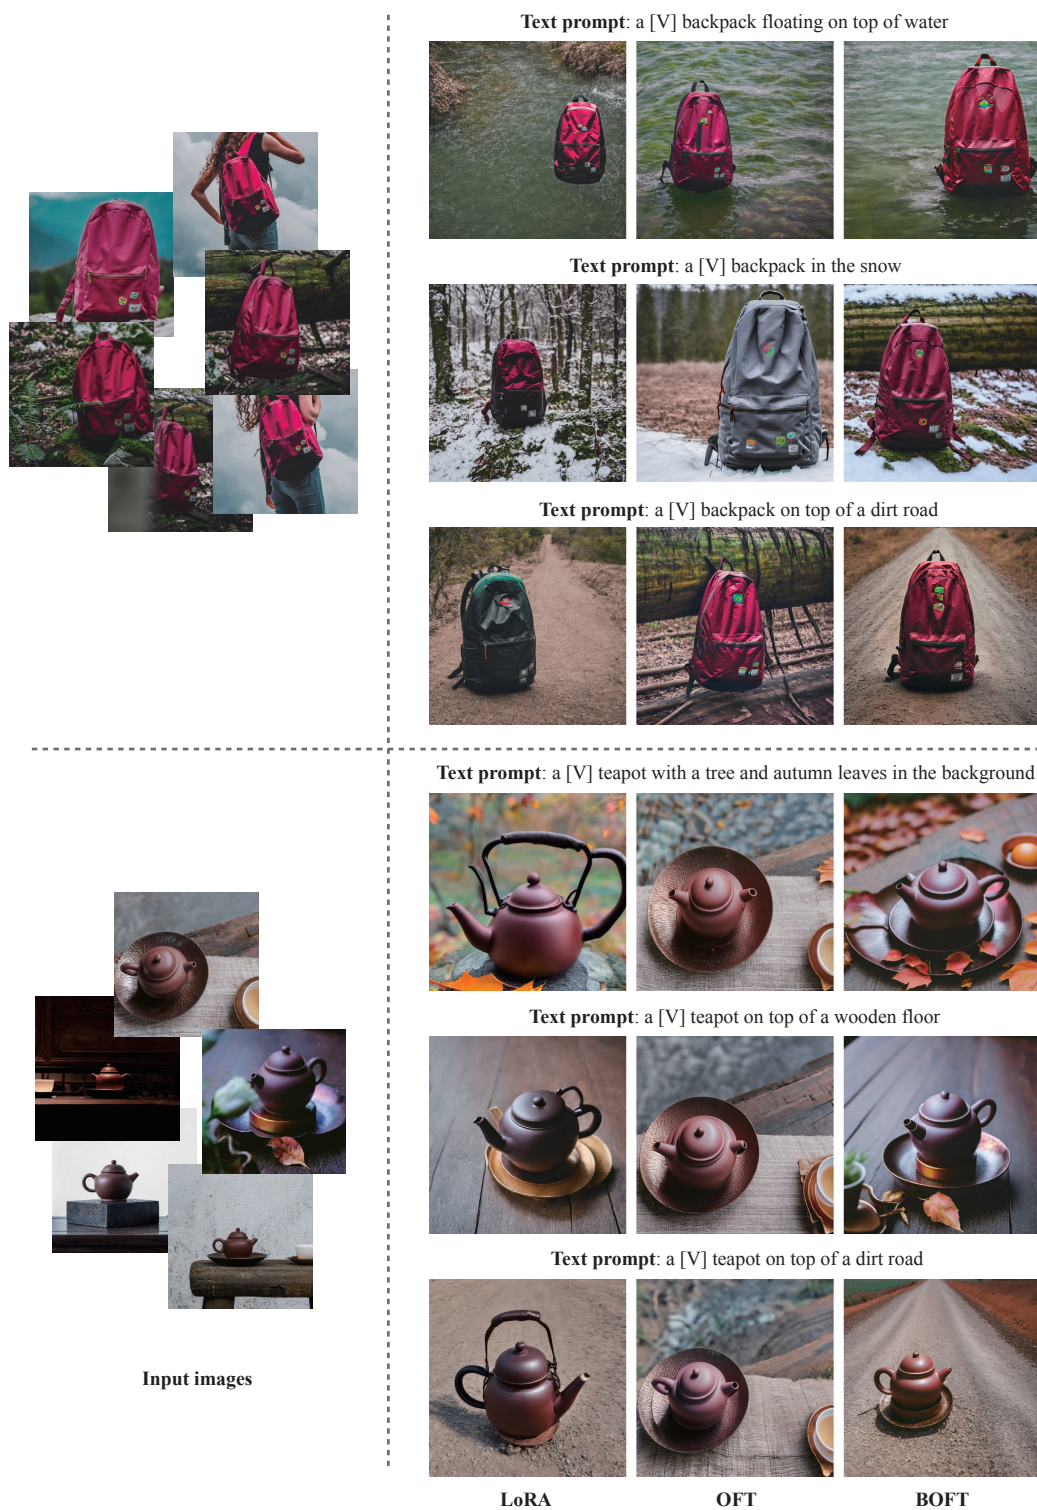 Text prompt: a [V] backpack floating on top of water
Text prompt: a [V] backpack in the snow
Text prompt: a [V] backpack on top of a dirt road
Text prompt: a [V] teapot with a tree and autumn leaves in the background
Text prompt: a [V] teapot on top of a wooden floor
Text prompt: a [V] teapot on top of a dirt road
Input images
LoRA OFT BOFT